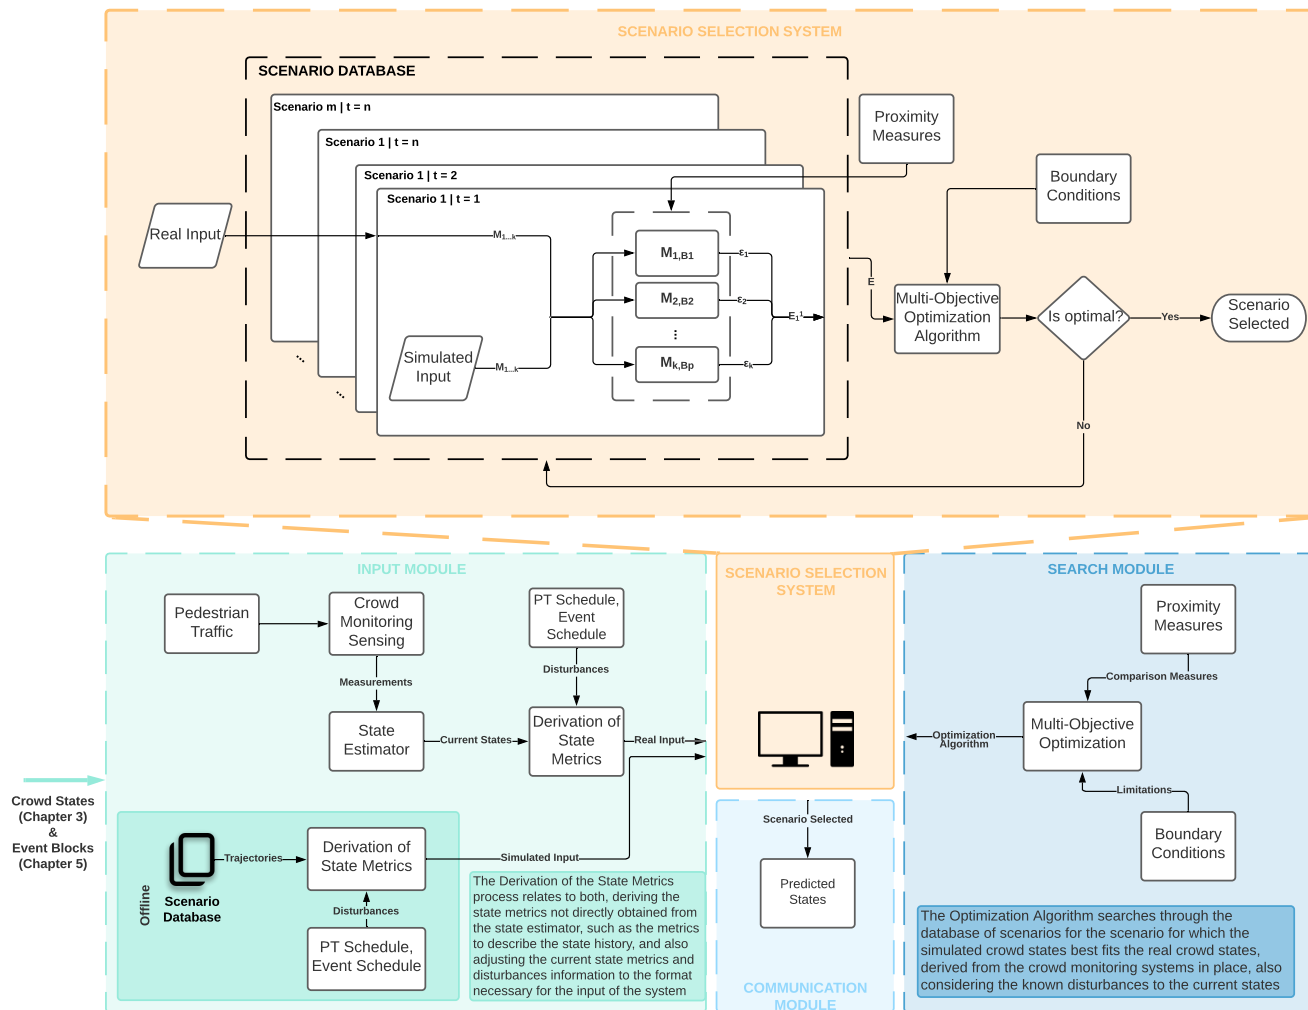 SCENARIO SELECTION SYSTEM
SCENARIO DATABASE
Scenario m | t = n
Scenario 1 | t = n
Scenario 1 | t = 2
Scenario 1 | t = 1
Proximity
Measures
Boundary
Conditions
Real Input
M1...k
M1,B1
ε1
M2,B2
ε2
...
Mk,Bp
εk
E1¹
Simulated
Input
M1...k
...
...
E
Multi-Objective
Optimization
Algorithm
Is optimal?
Yes
Scenario
Selected
No
INPUT MODULE
Pedestrian
Traffic
Crowd
Monitoring
Sensing
PT Schedule,
Event
Schedule
Measurements
Disturbances
State
Estimator
Current States
Derivation of
State
Metrics
Real Input
Crowd States
(Chapter 3)
&
Event Blocks
(Chapter 5)
Offline
Scenario
Database
Trajectories
Derivation of
State Metrics
Simulated Input
Disturbances
PT Schedule,
Event Schedule
The Derivation of the State Metrics
process relates to both, deriving the
state metrics not directly obtained from
the state estimator, such as the metrics
to describe the state history, and also
adjusting the current state metrics and
disturbances information to the format
necessary for the input of the system
SCENARIO SELECTION
SYSTEM
Scenario Selected
Predicted
States
COMMUNICATION
MODULE
SEARCH MODULE
Proximity
Measures
Comparison Measures
Multi-Objective
Optimization
Optimization
Algorithm
Limitations
Boundary
Conditions
The Optimization Algorithm searches through the
database of scenarios for the scenario for which the
simulated crowd states best fits the real crowd states,
derived from the crowd monitoring systems in place, also
considering the known disturbances to the current states